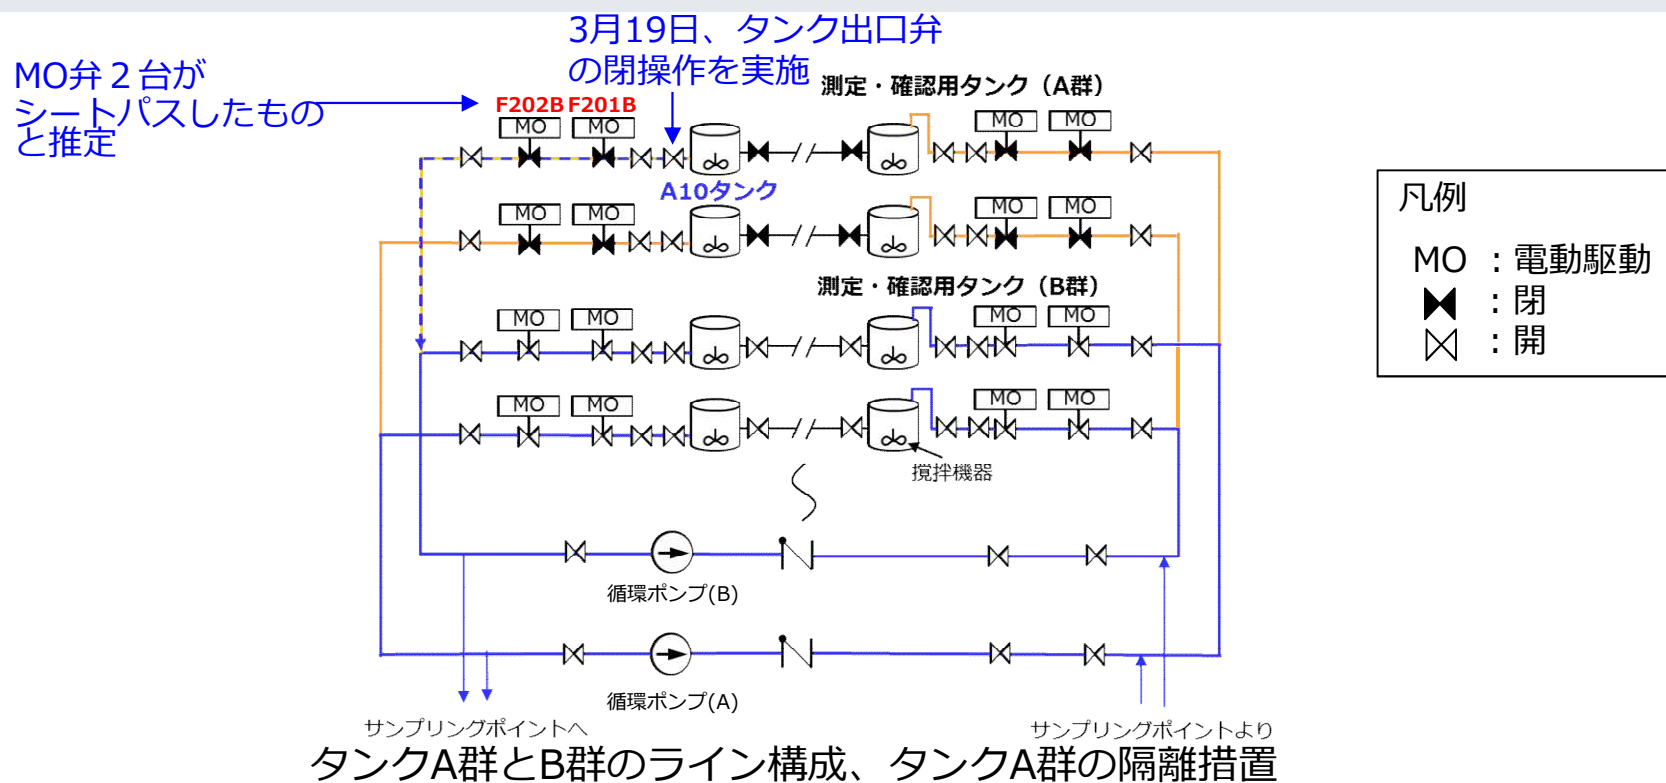 3月19日、タンク出口弁
の閉操作を実施
MO弁２台が
シートパスしたもの
と推定
測定・確認用タンク（A群）
F202B F201B
MO MO MO MO
A10タンク
MO MO MO MO
測定・確認用タンク（B群）
MO MO MO MO
MO MO MO MO
撹拌機器
循環ポンプ(B)
循環ポンプ(A)
サンプリングポイントへ
サンプリングポイントより
タンクA群とB群のライン構成、タンクA群の隔離措置
凡例
MO ：電動駆動
：閉
：開